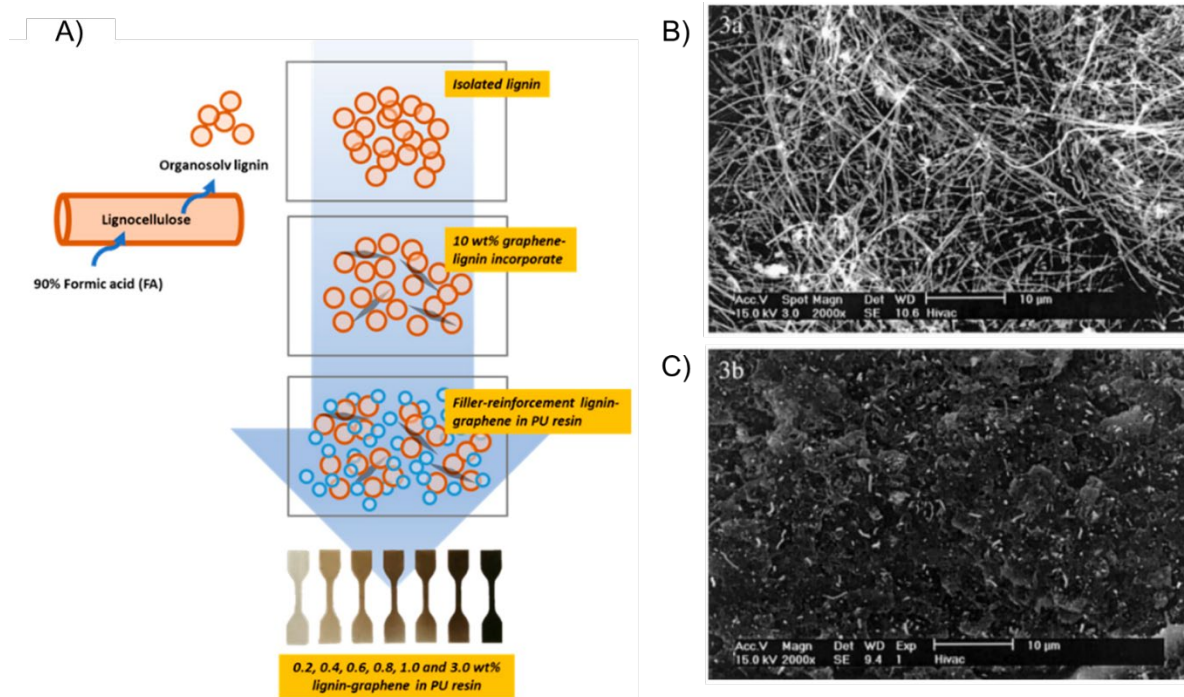 A)
Isolated lignin
Organosolv lignin
Lignocellulose
90% Formic acid (FA)
10 wt% graphene-
lignin incorporate
Filler-reinforcement lignin-
graphene in PU resin
0.2, 0.4, 0.6, 0.8, 1.0 and 3.0 wt%
lignin-graphene in PU resin
B)
3a
Acc.V Spot Magn Det WD 10 µm
15.0 kV 3.0 2000x SE 10.6 Hivac
C)
3b
Acc.V Magn Det WD Exp 10 µm
15.0 kV 2000x SE 9.4 1 Hivac